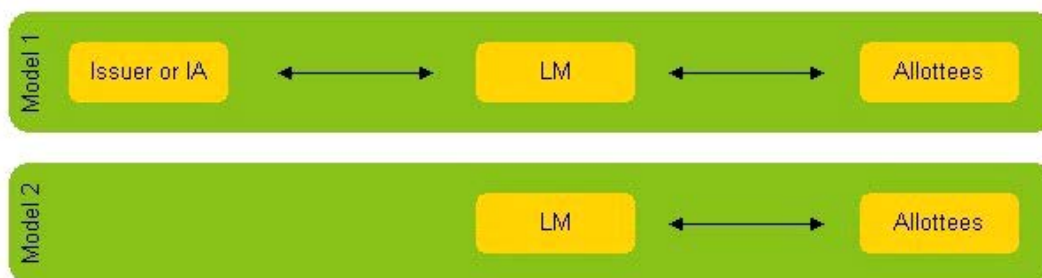 Model 1
Issuer or IA
LM
Allottees
Model 2
LM
Allottees